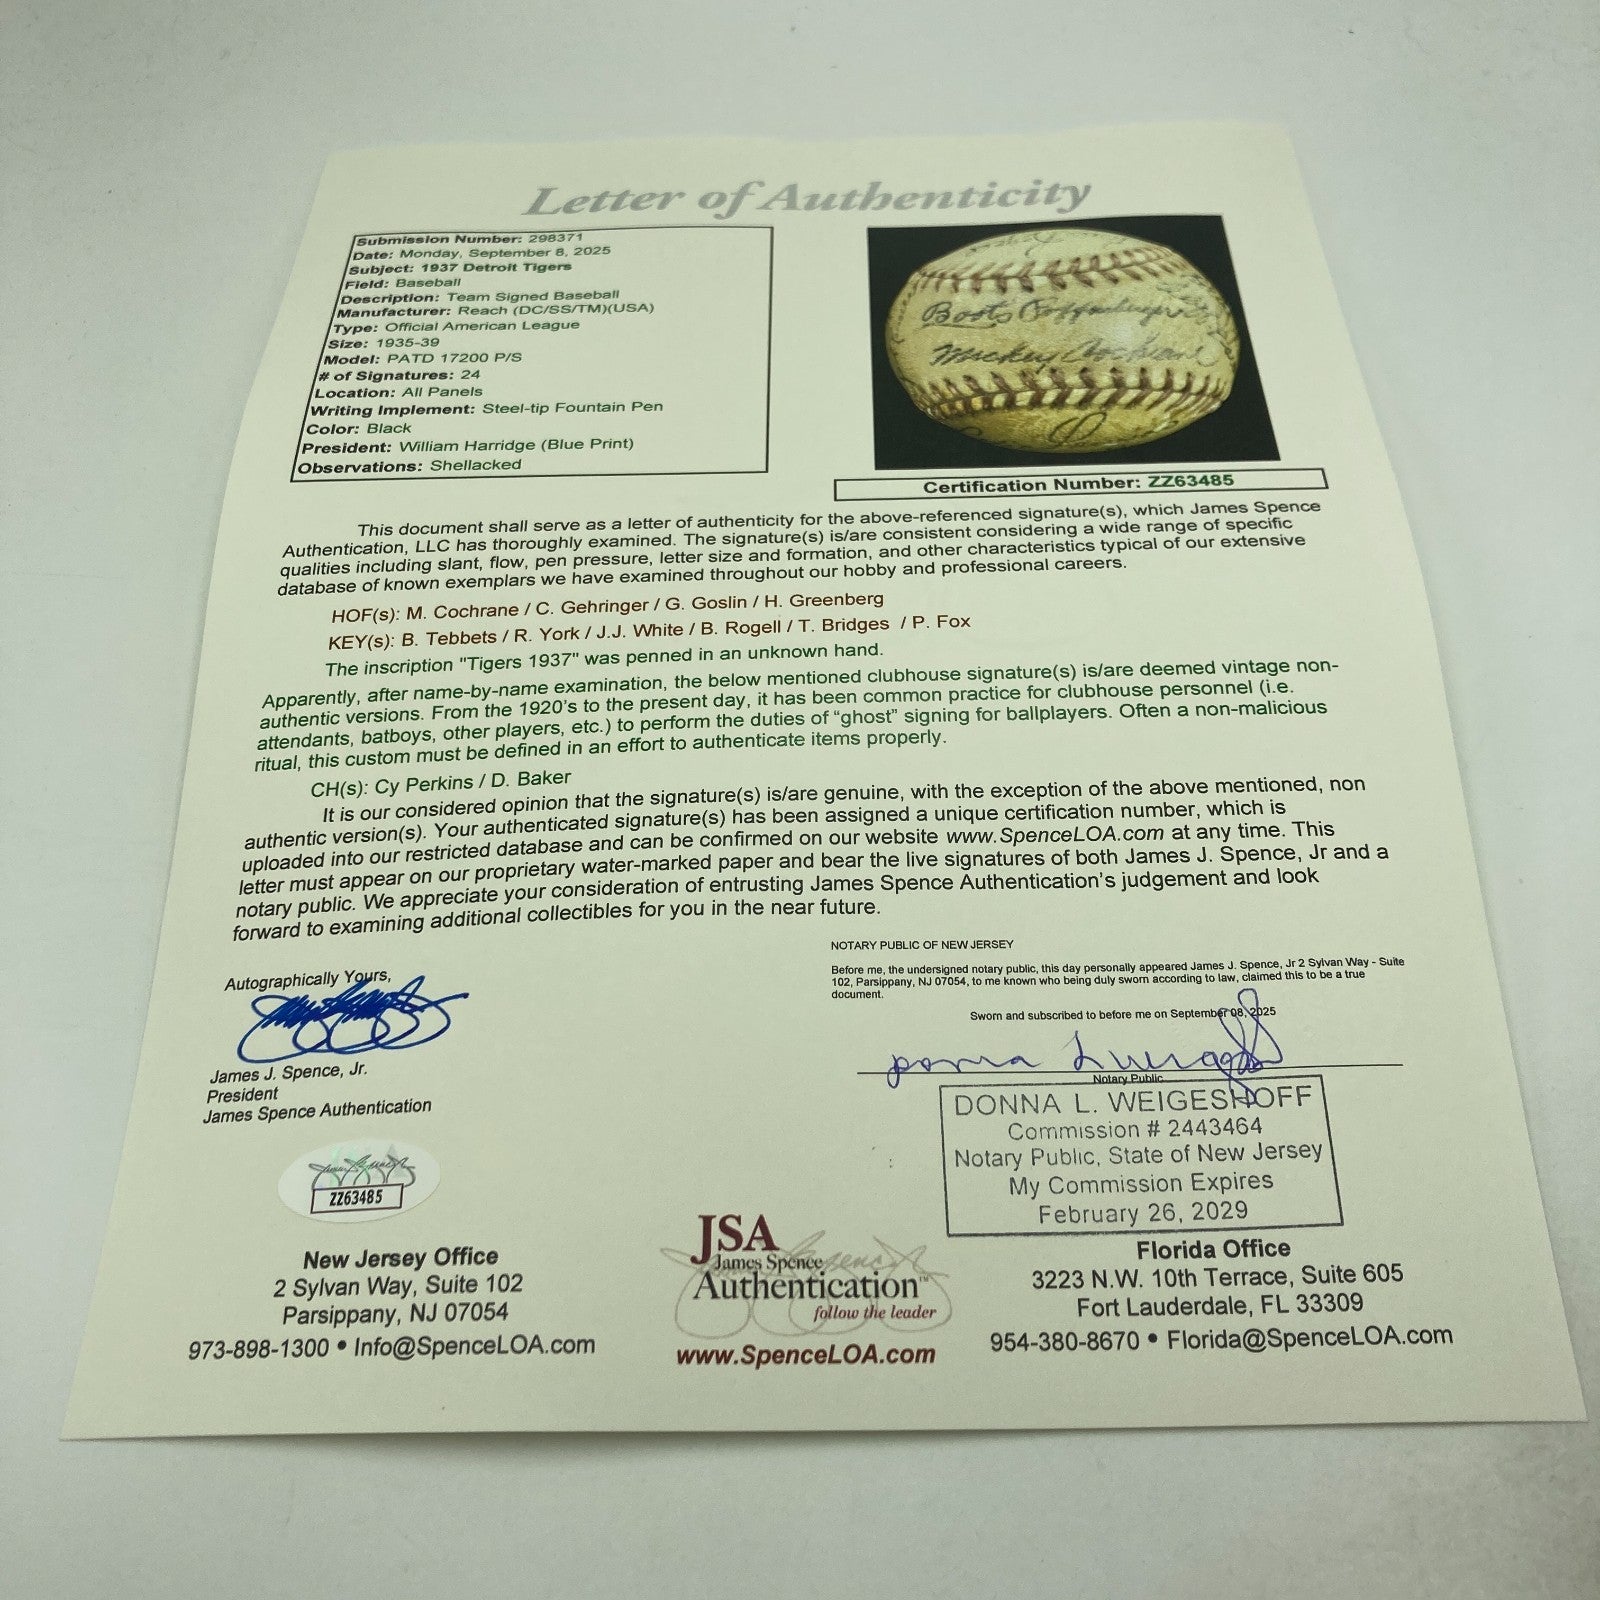 Letter of Authenticity
Submission Number: 298371
Date: Monday, September 8, 2025
Subject: 1937 Detroit Tigers
Field: Baseball
Description: Team Signed Baseball
Manufacturer: Reach (DC/SS/TM)(USA)
Type: Official American League
Size: 1935-39
Model: PATD 17200 P/S
# of Signatures: 24
Location: All Panels
Writing Implement: Steel-tip Fountain Pen
Color: Black
President: William Harridge (Blue Print)
Observations: Shellacked
Boots Poffenberger
Mickey Cochrane
Certification Number: ZZ63485
This document shall serve as a letter of authenticity for the above-referenced signature(s), which James Spence
Authentication, LLC has thoroughly examined. The signature(s) is/are consistent considering a wide range of specific
qualities including slant, flow, pen pressure, letter size and formation, and other characteristics typical of our extensive
database of known exemplars we have examined throughout our hobby and professional careers.
HOF(s): M. Cochrane / C. Gehringer / G. Goslin / H. Greenberg
KEY(s): B. Tebbets / R. York / J.J. White / B. Rogell / T. Bridges / P. Fox
The inscription "Tigers 1937" was penned in an unknown hand.
Apparently, after name-by-name examination, the below mentioned clubhouse signature(s) is/are deemed vintage non-
authentic versions. From the 1920's to the present day, it has been common practice for clubhouse personnel (i.e.
attendants, batboys, other players, etc.) to perform the duties of “ghost” signing for ballplayers. Often a non-malicious
ritual, this custom must be defined in an effort to authenticate items properly.
CH(s): Cy Perkins / D. Baker
It is our considered opinion that the signature(s) is/are genuine, with the exception of the above mentioned, non
authentic version(s). Your authenticated signature(s) has been assigned a unique certification number, which is
uploaded into our restricted database and can be confirmed on our website www.SpenceLOA.com at any time. This
letter must appear on our proprietary water-marked paper and bear the live signatures of both James J. Spence, Jr and a
notary public. We appreciate your consideration of entrusting James Spence Authentication's judgement and look
forward to examining additional collectibles for you in the near future.
NOTARY PUBLIC OF NEW JERSEY
Before me, the undersigned notary public, this day personally appeared James J. Spence, Jr 2 Sylvan Way - Suite
102, Parsippany, NJ 07054, to me known who being duly sworn according to law, claimed this to be a true
document.
Sworn and subscribed to before me on September 08, 2025
Notary Public
Autographically Yours,
James J. Spence, Jr.
President
James Spence Authentication
DONNA L. WEIGESHOFF
Commission # 2443464
Notary Public, State of New Jersey
My Commission Expires
February 26, 2029
ZZ63485
New Jersey Office
2 Sylvan Way, Suite 102
Parsippany, NJ 07054
973-898-1300 • Info@SpenceLOA.com
JSA
James Spence
Authentication™
follow the leader
www.SpenceLOA.com
Florida Office
3223 N.W. 10th Terrace, Suite 605
Fort Lauderdale, FL 33309
954-380-8670 • Florida@SpenceLOA.com